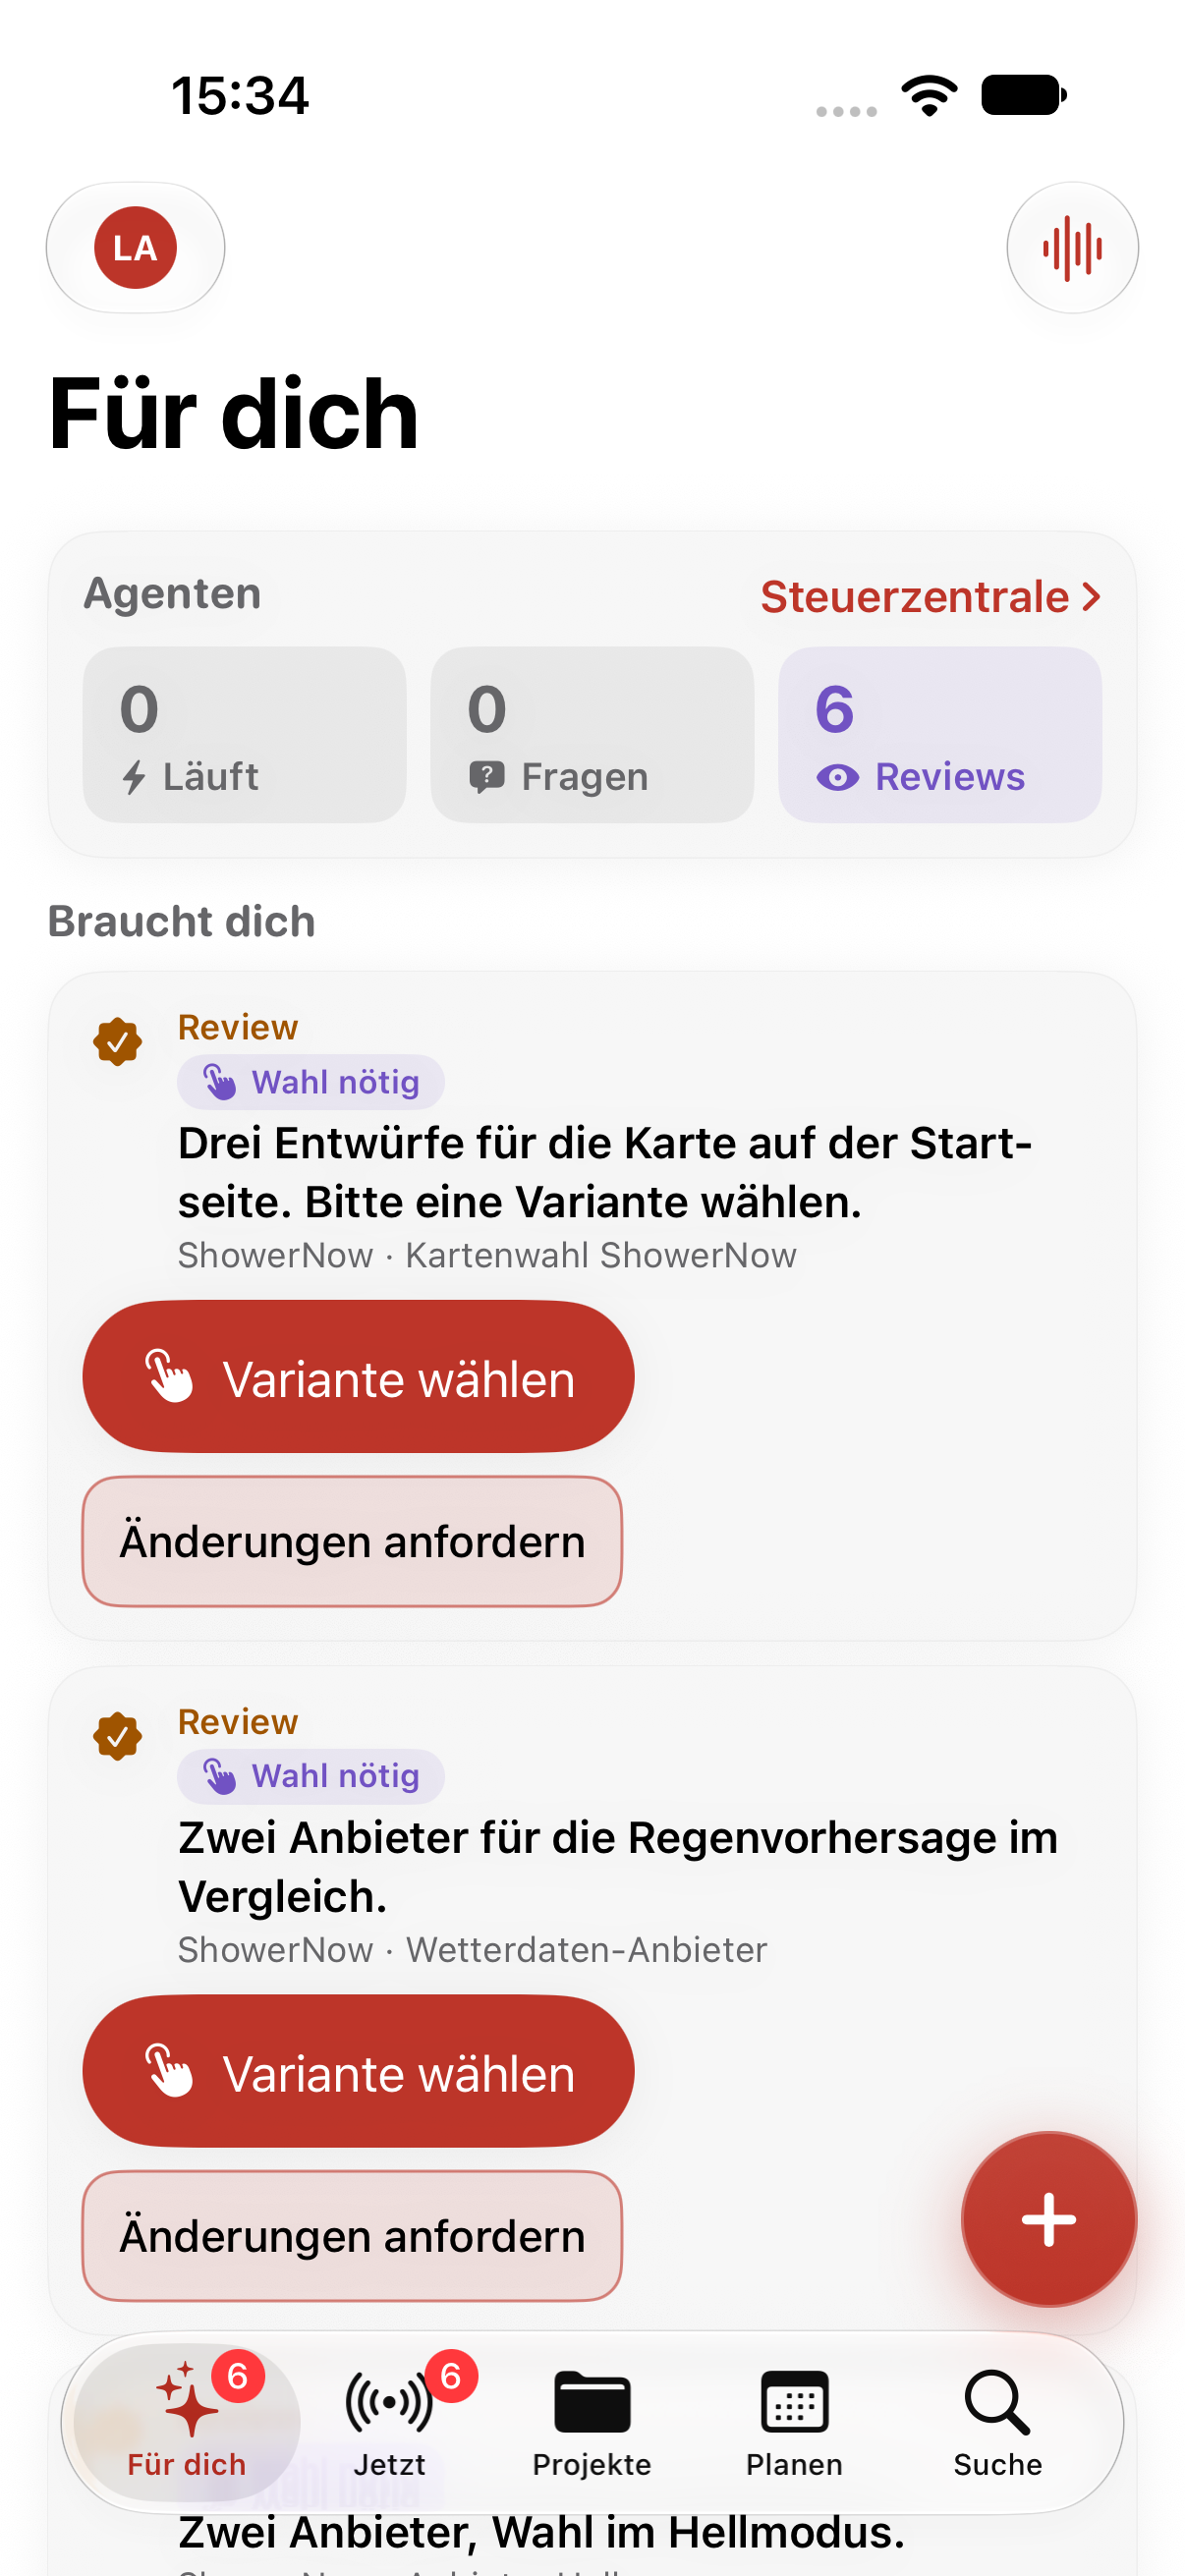 15:34
LA
Für dich
Agenten
Steuerzentrale
0
Läuft
0
Fragen
6
Reviews
Braucht dich
Review
Wahl nötig
Drei Entwürfe für die Karte auf der Start-
seite. Bitte eine Variante wählen.
ShowerNow · Kartenwahl ShowerNow
Variante wählen
Änderungen anfordern
Review
Wahl nötig
Zwei Anbieter für die Regenvorhersage im
Vergleich.
ShowerNow · Wetterdaten-Anbieter
Variante wählen
Änderungen anfordern
6
Für dich
6
Jetzt
Projekte
Planen
Suche
Zwei Anbieter, Wahl im Hellmodus.